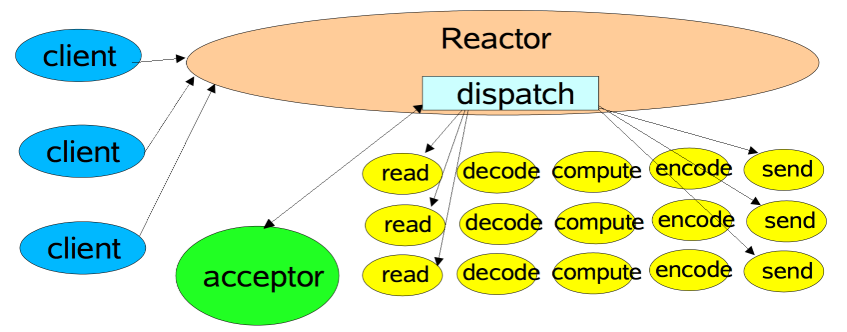 client
Reactor
dispatch
client
read decode compute encode send
read decode compute encode send
client
acceptor
read decode compute encode send